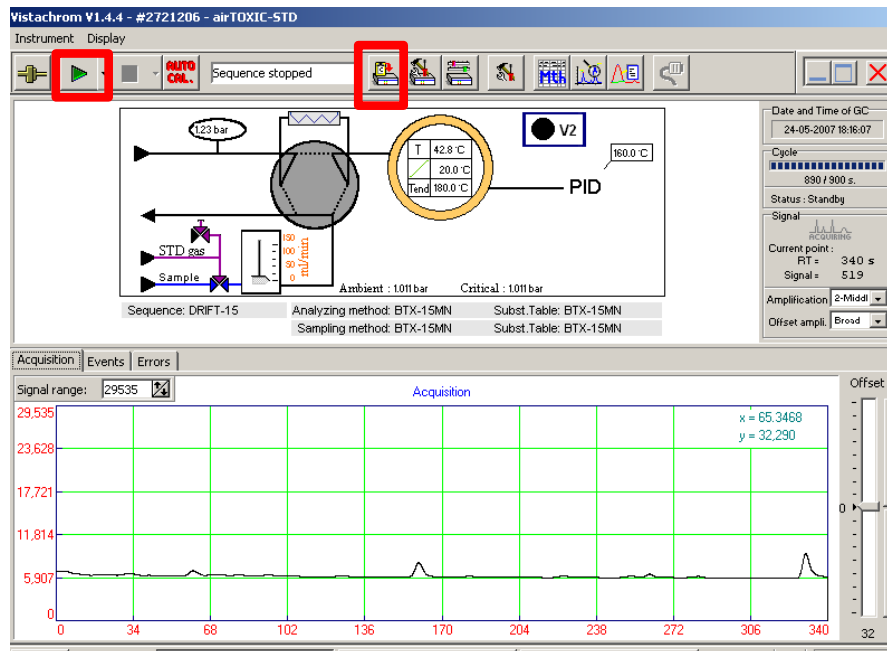 Vistachrom V1.4.4 - #2721206 - airTOXIC-STD
Instrument Display
AUTO CAL.
Sequence stopped
Mth
1.23 bar
T 42.8 °C
20.0 °C
Tend 180.0 °C
V2
160.0 °C
PID
STD gas
Sample
150
100
50
0
ml/min
Ambient : 1.011 bar Critical : 1.011 bar
Sequence: DRIFT-15 Analyzing method: BTX-15MN Subst.Table: BTX-15MN
Sampling method: BTX-15MN Subst.Table: BTX-15MN
Date and Time of GC
24-05-2007 18:16:07
Cycle
890 / 900 s.
Status : Standby
Signal
ACQUIRING
Current point :
RT = 340 s
Signal = 519
Amplification 2-Middl
Offset ampli. Broad
Acquisition Events Errors
Signal range: 29535
Acquisition
Offset
x = 65.3468
y = 32,290
29,535
23,628
17,721
11,814
5,907
0
0 34 68 102 136 170 204 238 272 306 340
0
32